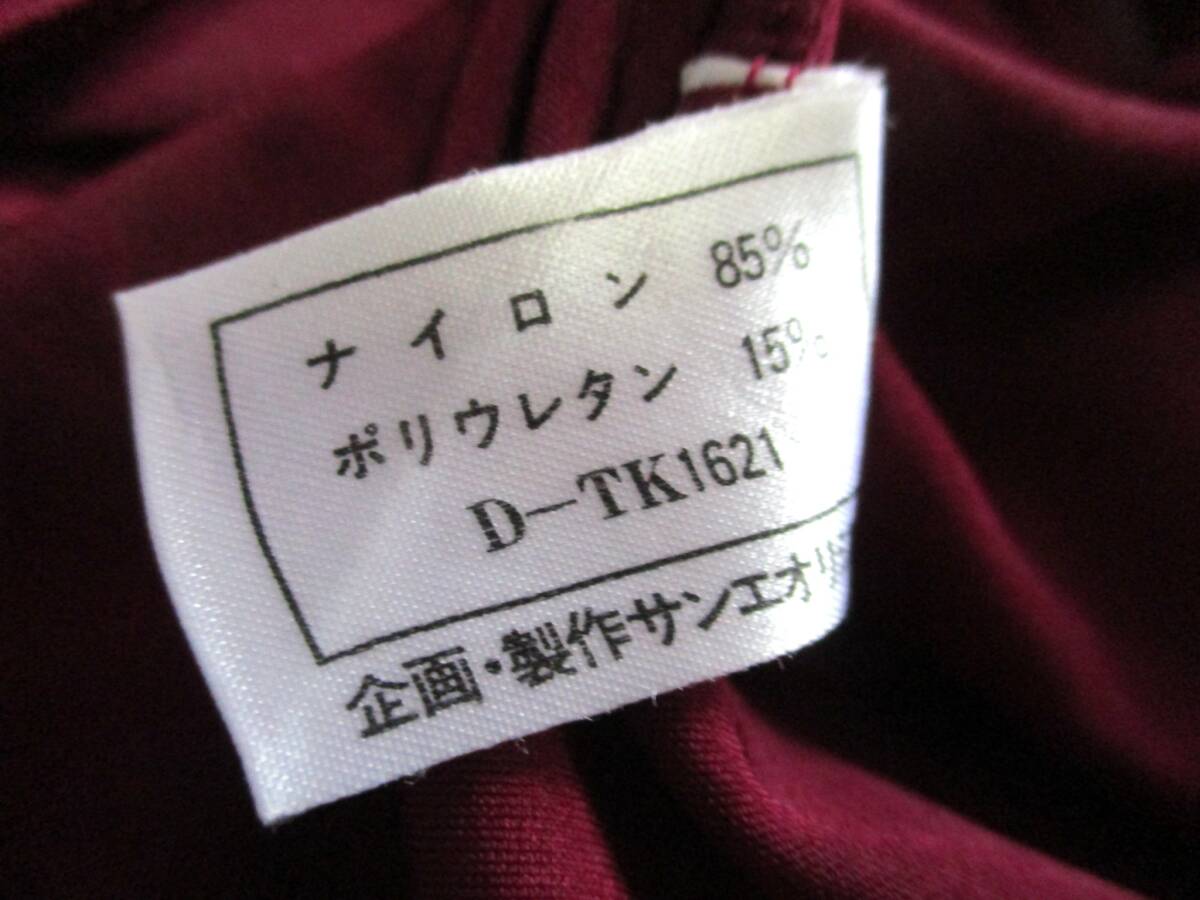 ナイロン 85%
ポリウレタン 15%
D-TK1621
企画・製作サンエオリ